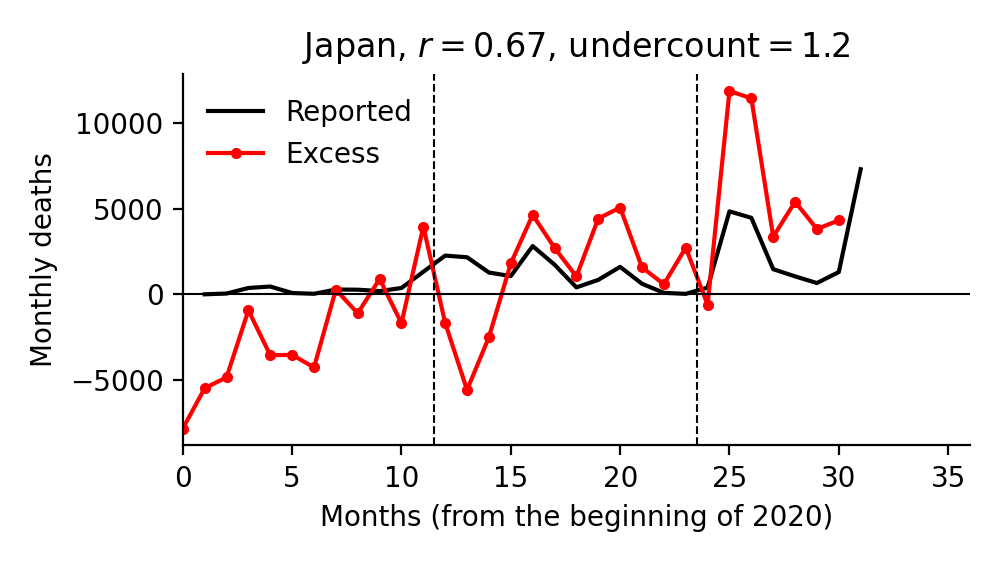 Japan, r = 0.67, undercount = 1.2
Reported
Excess
10000
5000
0
−5000
Monthly deaths
0 5 10 15 20 25 30 35
Months (from the beginning of 2020)